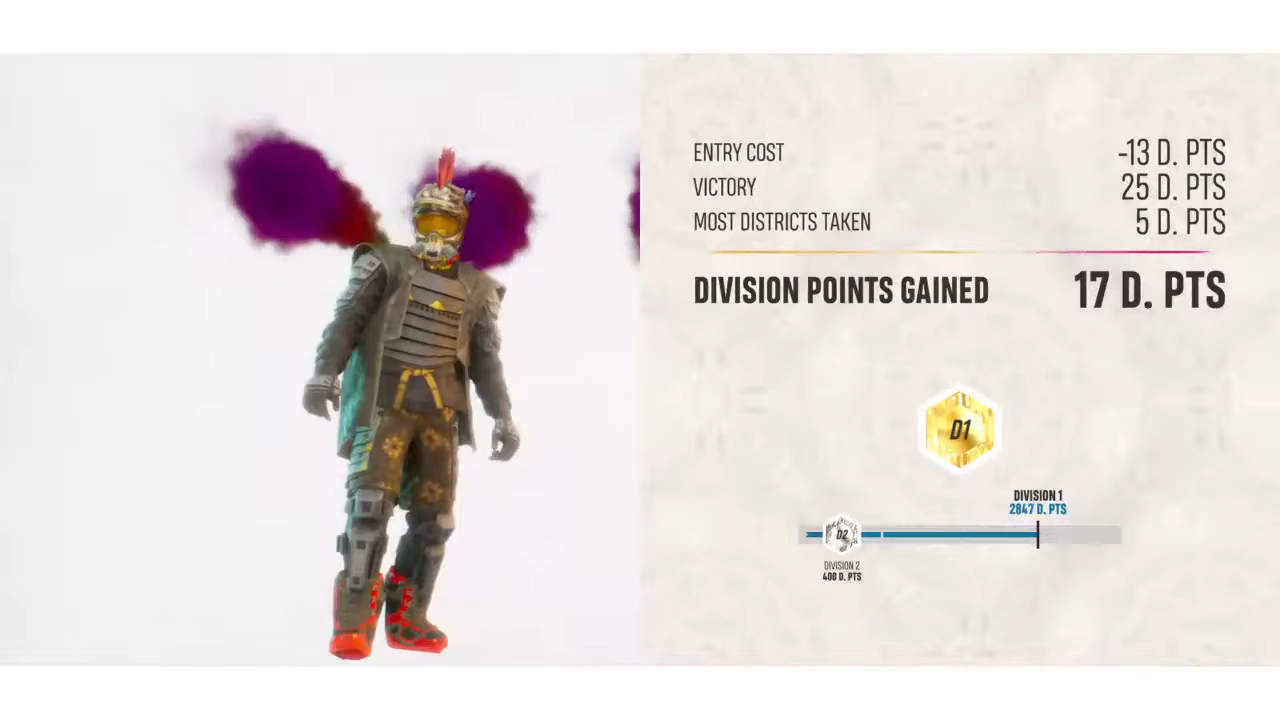 ENTRY COST -13 D. PTS
VICTORY 25 D. PTS
MOST DISTRICTS TAKEN 5 D. PTS
DIVISION POINTS GAINED 17 D. PTS
D1
DIVISION 1
2847 D. PTS
D2
DIVISION 2
400 D. PTS